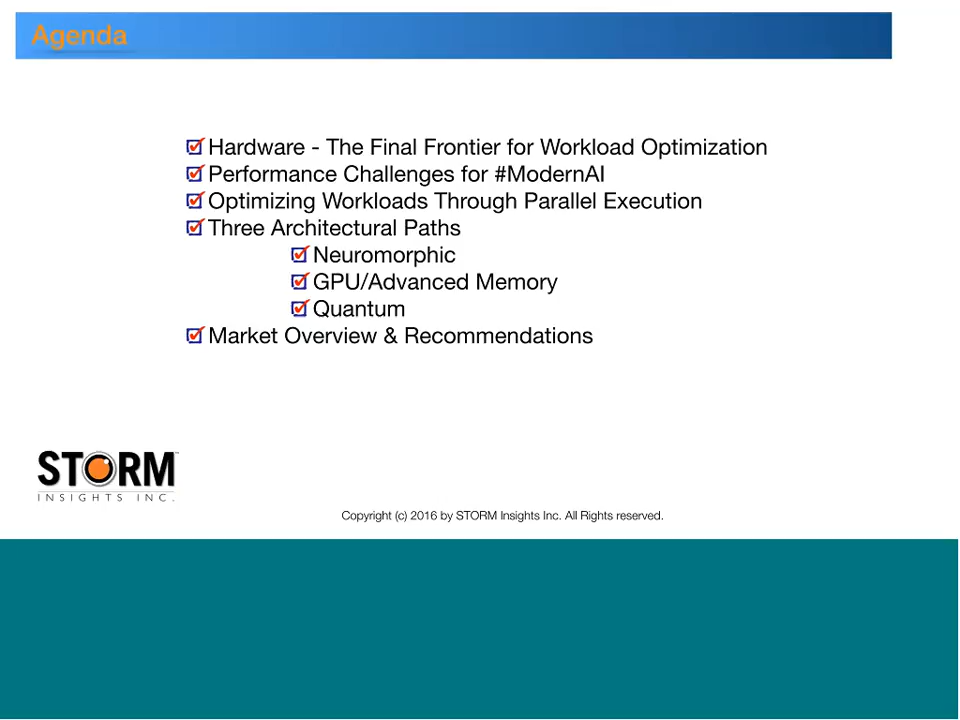 Agenda
Hardware - The Final Frontier for Workload Optimization
Performance Challenges for #ModernAI
Optimizing Workloads Through Parallel Execution
Three Architectural Paths
Neuromorphic
GPU/Advanced Memory
Quantum
Market Overview & Recommendations
STORM™
INSIGHTS INC.
Copyright (c) 2016 by STORM Insights Inc. All Rights reserved.